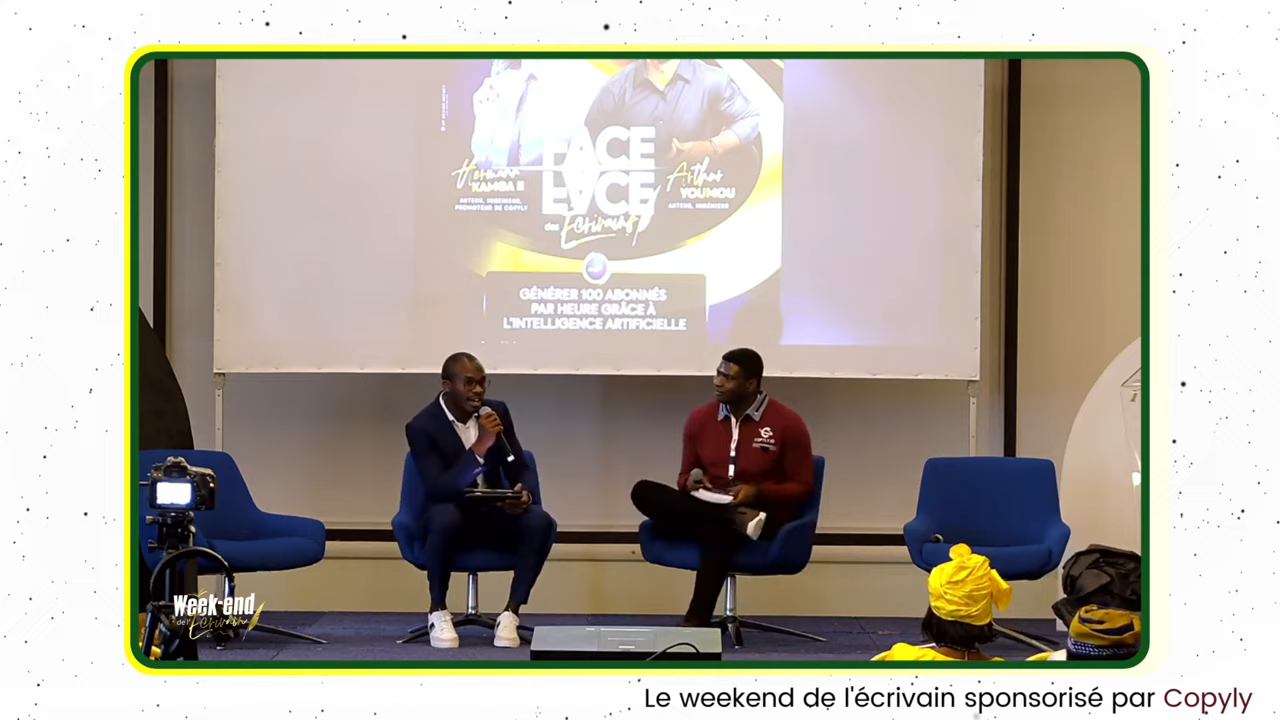 FACE
FACE
des Écrivains
Hermann
KAMGA II
AUTEUR, INGÉNIEUR,
PROMOTEUR DE COPYLY
Arthur
YOUMOU
AUTEUR, INGÉNIEUR
GÉNÉRER 100 ABONNÉS
PAR HEURE GRÂCE À
L'INTELLIGENCE ARTIFICIELLE
Week-end
de l'Écrivain
Le weekend de l'écrivain sponsorisé par Copyly